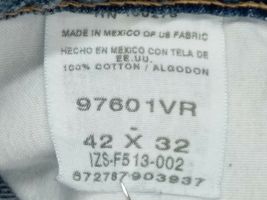 MADE IN MEXICO OF US FABRIC
HECHO EN MEXICO CON TELA DE
EE.UU.
100% COTTON / ALGODON
97601VR
-
42 X 32
IZS-F513-002
872787903937